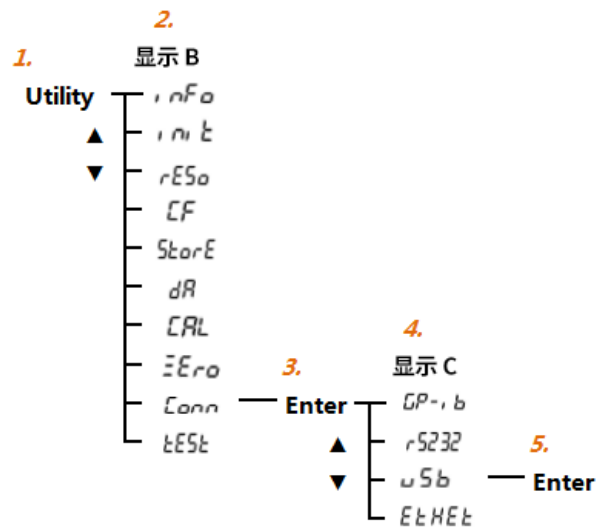 2.
1. 显示 B
Utility inFo
▲ init
▼ rESo
CF
StorE
dA
CAL 4.
ZEro 3. 显示 C
Conn Enter GP-ib
tESt ▲ rS232 5.
▼ uSb Enter
EtHEt